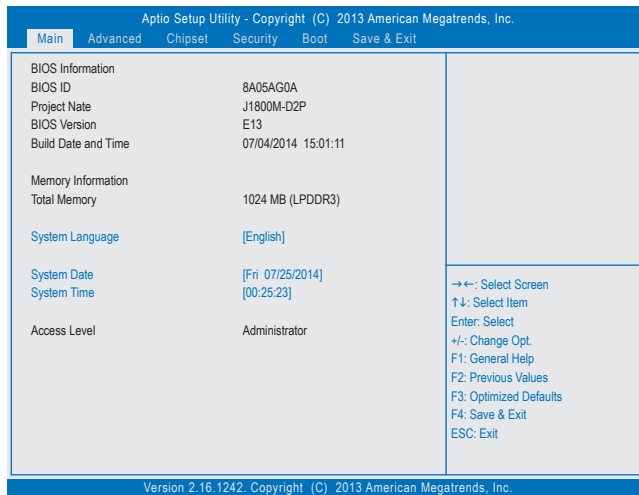 Aptio Setup Utility - Copyright (C) 2013 American Megatrends, Inc.
Main Advanced Chipset Security Boot Save & Exit
BIOS Information
BIOS ID 8A05AG0A
Project Nate J1800M-D2P
BIOS Version E13
Build Date and Time 07/04/2014 15:01:11
Memory Information
Total Memory 1024 MB (LPDDR3)
System Language [English]
System Date [Fri 07/25/2014]
System Time [00:25:23]
Access Level Administrator
→←: Select Screen
↑↓: Select Item
Enter: Select
+/-: Change Opt.
F1: General Help
F2: Previous Values
F3: Optimized Defaults
F4: Save & Exit
ESC: Exit
Version 2.16.1242. Copyright (C) 2013 American Megatrends, Inc.